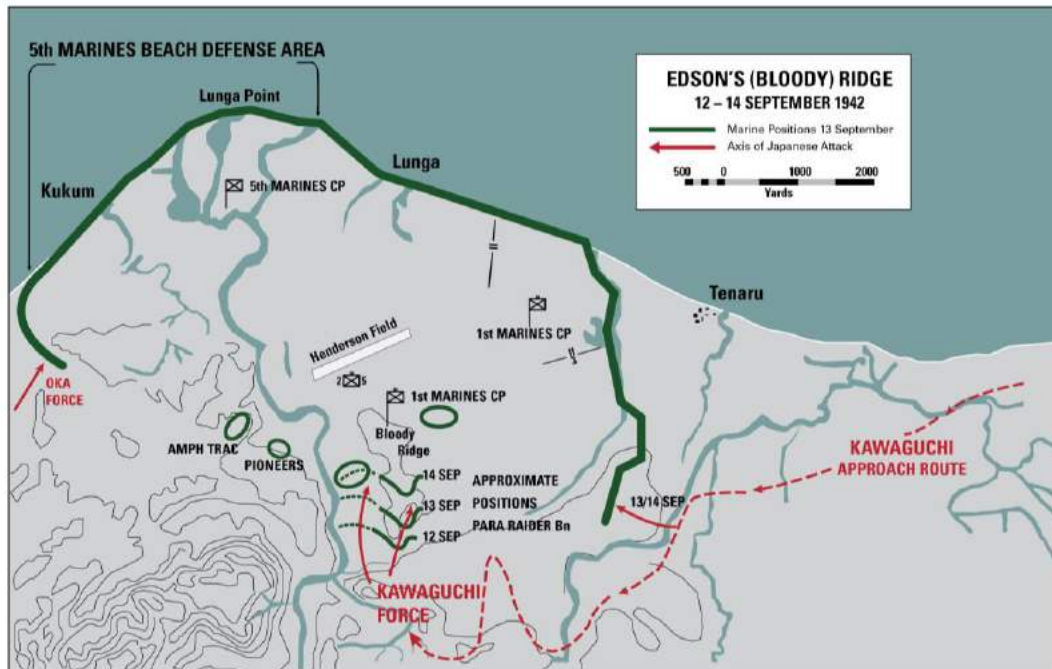 5th MARINES BEACH DEFENSE AREA
Lunga Point
EDSON'S (BLOODY) RIDGE
12 – 14 SEPTEMBER 1942
Marine Positions 13 September
Axis of Japanese Attack
500 0 1000 2000
Yards
Kukum
5th MARINES CP
Lunga
Tenaru
1st MARINES CP
Henderson Field
2 5
OKA
FORCE
1st MARINES CP
Bloody
Ridge
AMPH TRAC
PIONEERS
KAWAGUCHI
APPROACH ROUTE
14 SEP APPROXIMATE
13 SEP POSITIONS
12 SEP PARA RAIDER Bn
13/14 SEP
KAWAGUCHI
FORCE